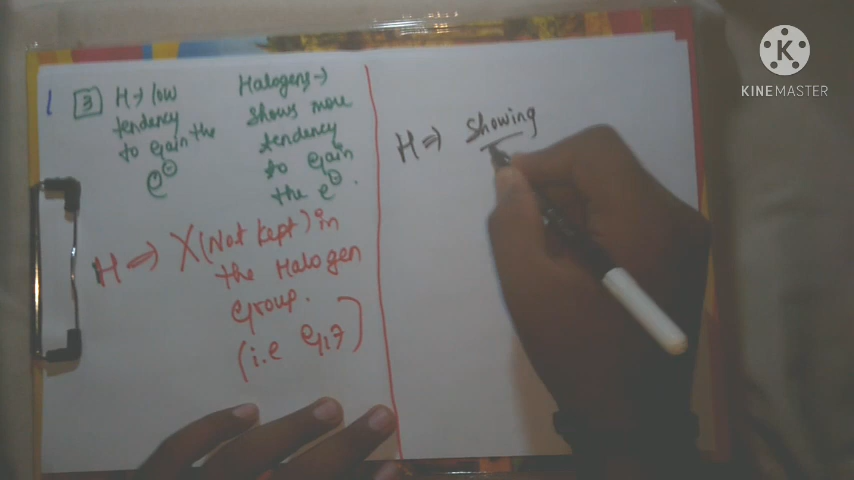 3 H→ low
tendency
to gain the
e⊖
Halogens→
shows more
tendency
to gain
the e⊖.
H ⇒ X (Not kept) in
the Halogen
Group.
(i.e G17)
H ⇒ showing
K
KINEMASTER